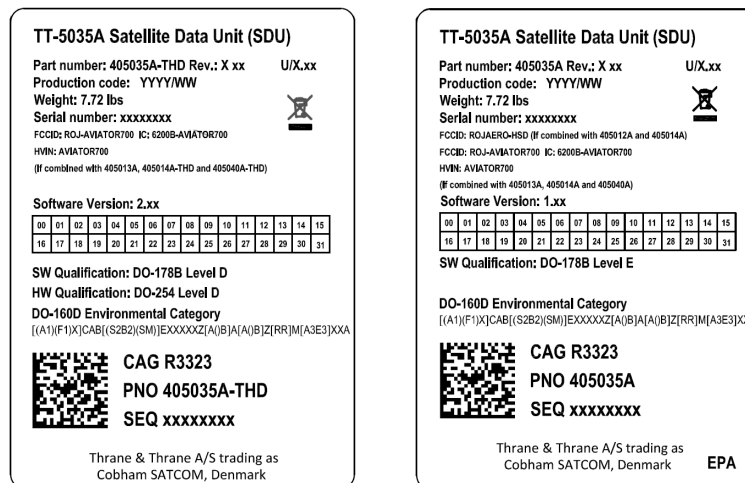 TT-5035A Satellite Data Unit (SDU)
Part number: 405035A-THD Rev.: X xx U/X.xx
Production code: YYYY/WW
Weight: 7.72 lbs
Serial number: xxxxxxxx
FCCID: ROJ-AVIATOR700 IC: 6200B-AVIATOR700
HVIN: AVIATOR700
(If combined with 405013A, 405014A-THD and 405040A-THD)
Software Version: 2.xx
00 01 02 03 04 05 06 07 08 09 10 11 12 13 14 15
16 17 18 19 20 21 22 23 24 25 26 27 28 29 30 31
SW Qualification: DO-178B Level D
HW Qualification: DO-254 Level D
DO-160D Environmental Category
[(A1)(F1)X]CAB[(S2B2)(SM)]EXXXXXZ[A()B]A[A()B]Z[RR]M[A3E3]XXA
CAG R3323
PNO 405035A-THD
SEQ xxxxxxxx
Thrane & Thrane A/S trading as
Cobham SATCOM, Denmark
TT-5035A Satellite Data Unit (SDU)
Part number: 405035A Rev.: X xx U/X.xx
Production code: YYYY/WW
Weight: 7.72 lbs
Serial number: xxxxxxxx
FCCID: ROJAERO-HSD (If combined with 405012A and 405014A)
FCCID: ROJ-AVIATOR700 IC: 6200B-AVIATOR700
HVIN: AVIATOR700
(If combined with 405013A, 405014A and 405040A)
Software Version: 1.xx
00 01 02 03 04 05 06 07 08 09 10 11 12 13 14 15
16 17 18 19 20 21 22 23 24 25 26 27 28 29 30 31
SW Qualification: DO-178B Level E
DO-160D Environmental Category
[(A1)(F1)X]CAB[(S2B2)(SM)]EXXXXXZ[A()B]A[A()B]Z[RR]M[A3E3]X
CAG R3323
PNO 405035A
SEQ xxxxxxxx
Thrane & Thrane A/S trading as
Cobham SATCOM, Denmark EPA